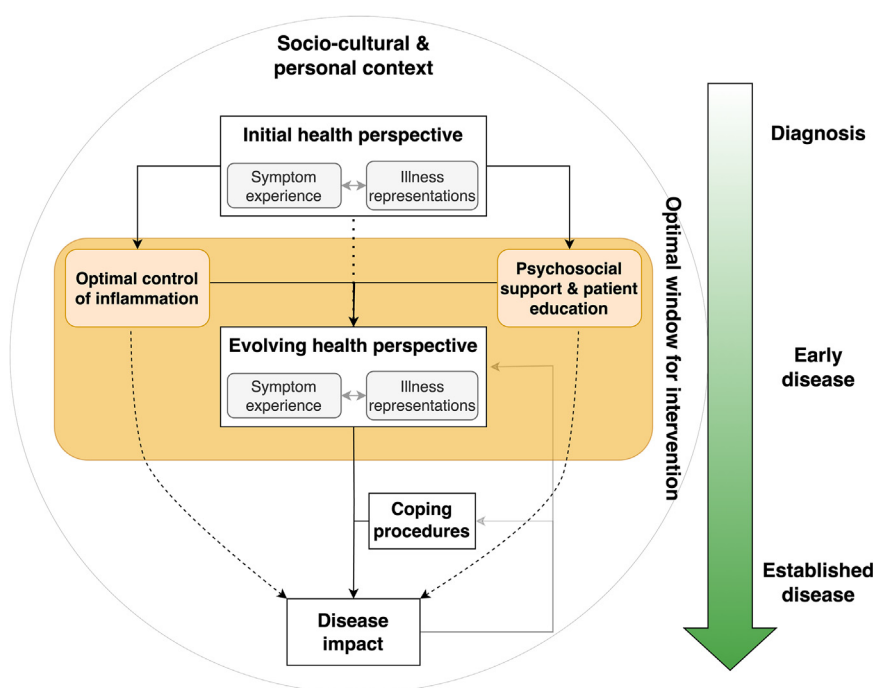 Socio-cultural &
personal context
Initial health perspective
Symptom
experience
Illness
representations
Diagnosis
Optimal window for intervention
Optimal control
of inflammation
Psychosocial
support & patient
education
Evolving health perspective
Symptom
experience
Illness
representations
Early
disease
Coping
procedures
Established
disease
Disease
impact